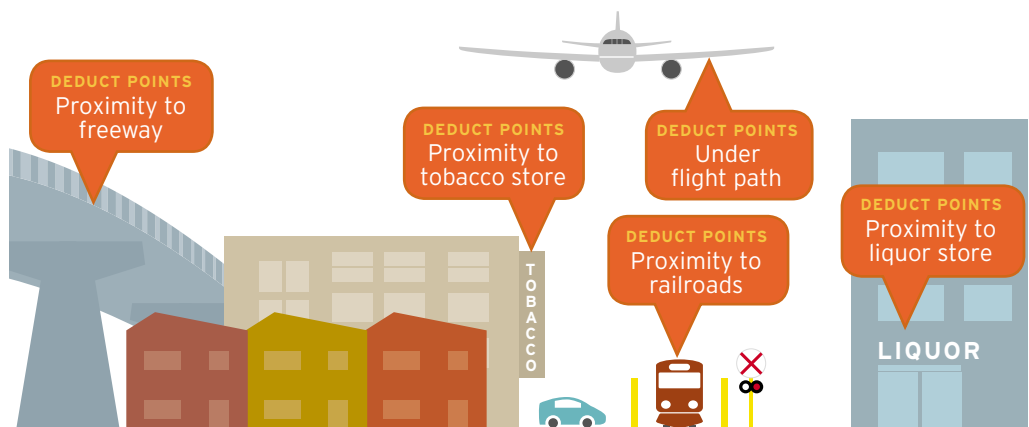 DEDUCT POINTS
Proximity to
freeway
DEDUCT POINTS
Proximity to
tobacco store
DEDUCT POINTS
Under
flight path
DEDUCT POINTS
Proximity to
railroads
DEDUCT POINTS
Proximity to
liquor store
TOBACCO
LIQUOR